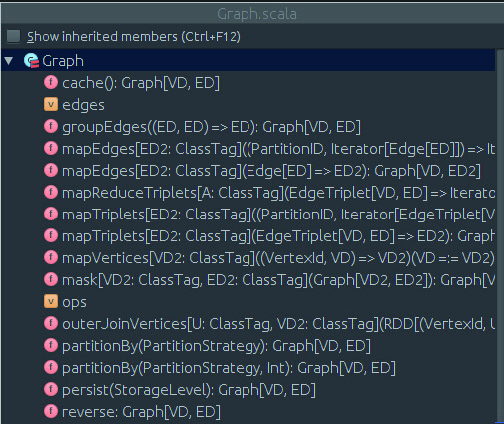 Graph.scala
Show inherited members (Ctrl+F12)
Graph
f cache(): Graph[VD, ED]
v edges
f groupEdges((ED, ED) => ED): Graph[VD, ED]
f mapEdges[ED2: ClassTag]((PartitionID, Iterator[Edge[ED]]) => It
f mapEdges[ED2: ClassTag](Edge[ED] => ED2): Graph[VD, ED2]
f mapReduceTriplets[A: ClassTag](EdgeTriplet[VD, ED] => Iterato
f mapTriplets[ED2: ClassTag]((PartitionID, Iterator[EdgeTriplet[V
f mapTriplets[ED2: ClassTag](EdgeTriplet[VD, ED] => ED2): Graph
f mapVertices[VD2: ClassTag]((VertexId, VD) => VD2)(VD =:= VD2)
f mask[VD2: ClassTag, ED2: ClassTag](Graph[VD2, ED2]): Graph[V
v ops
f outerJoinVertices[U: ClassTag, VD2: ClassTag](RDD[(VertexId, U
f partitionBy(PartitionStrategy): Graph[VD, ED]
f partitionBy(PartitionStrategy, Int): Graph[VD, ED]
f persist(StorageLevel): Graph[VD, ED]
f reverse: Graph[VD, ED]